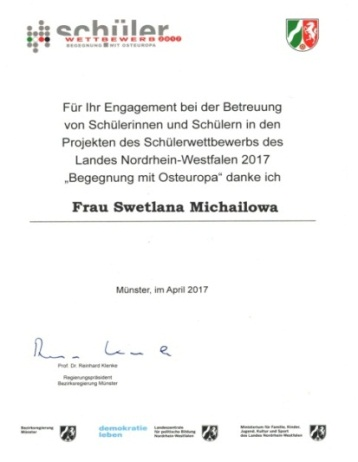 schüler
WETTBEWERB 2017
BEGEGNUNG MIT OSTEUROPA
Für Ihr Engagement bei der Betreuung
von Schülerinnen und Schülern in den
Projekten des Schülerwettbewerbs des
Landes Nordrhein-Westfalen 2017
„Begegnung mit Osteuropa“ danke ich
Frau Swetlana Michailowa
Münster, im April 2017
Prof. Dr. Reinhard Klenke
Regierungspräsident
Bezirksregierung Münster
Bezirksregierung
Münster
demokratie
leben
Landeszentrale
für politische Bildung
Nordrhein-Westfalen
Ministerium für Familie, Kinder,
Jugend, Kultur und Sport
des Landes Nordrhein-Westfalen